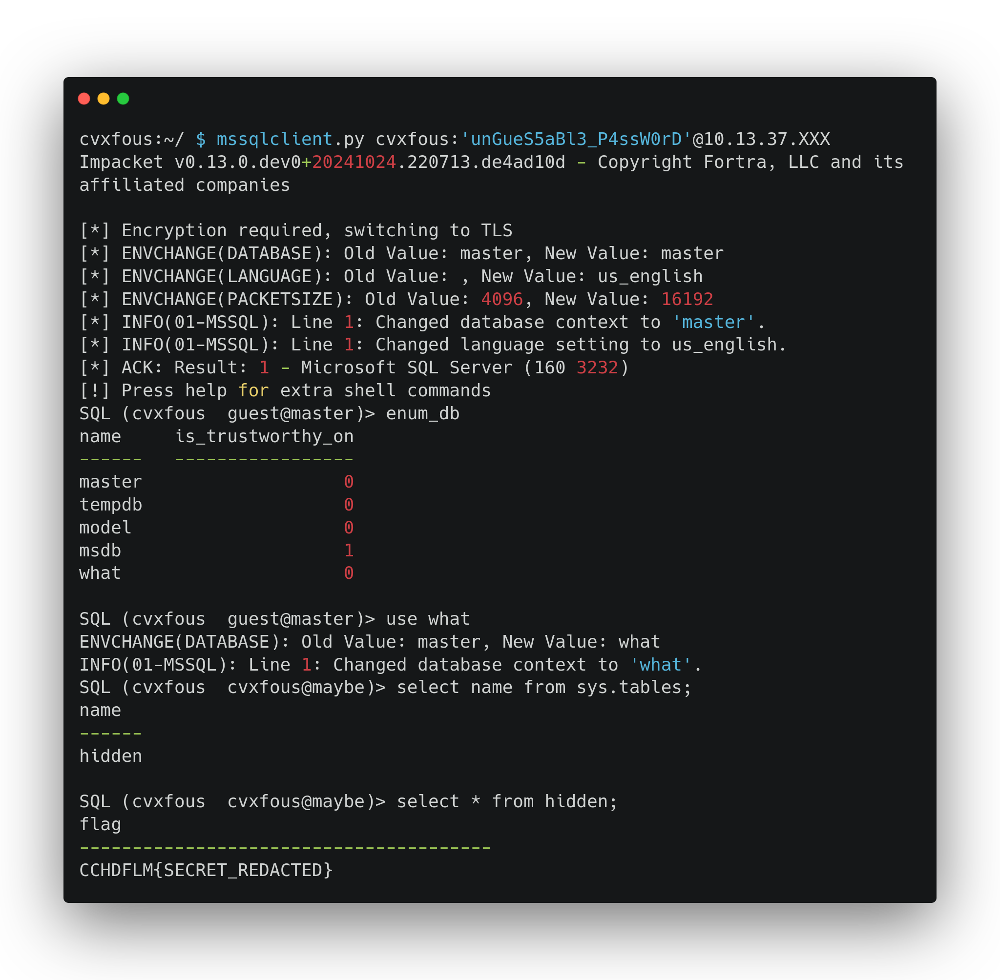 cvxfous:~/ $ mssqlclient.py cvxfous:'unGueS5aBl3_P4ssW0rD'@10.13.37.XXX
Impacket v0.13.0.dev0+20241024.220713.de4ad10d - Copyright Fortra, LLC and its
affiliated companies

[*] Encryption required, switching to TLS
[*] ENVCHANGE(DATABASE): Old Value: master, New Value: master
[*] ENVCHANGE(LANGUAGE): Old Value: , New Value: us_english
[*] ENVCHANGE(PACKETSIZE): Old Value: 4096, New Value: 16192
[*] INFO(01-MSSQL): Line 1: Changed database context to 'master'.
[*] INFO(01-MSSQL): Line 1: Changed language setting to us_english.
[*] ACK: Result: 1 - Microsoft SQL Server (160 3232)
[!] Press help for extra shell commands
SQL (cvxfous  guest@master)> enum_db
name     is_trustworthy_on
------   -----------------
master                   0
tempdb                   0
model                    0
msdb                     1
what                     0

SQL (cvxfous  guest@master)> use what
ENVCHANGE(DATABASE): Old Value: master, New Value: what
INFO(01-MSSQL): Line 1: Changed database context to 'what'.
SQL (cvxfous  cvxfous@maybe)> select name from sys.tables;
name
------
hidden

SQL (cvxfous  cvxfous@maybe)> select * from hidden;
flag
---------------------------------------
CCHDFLM{SECRET_REDACTED}